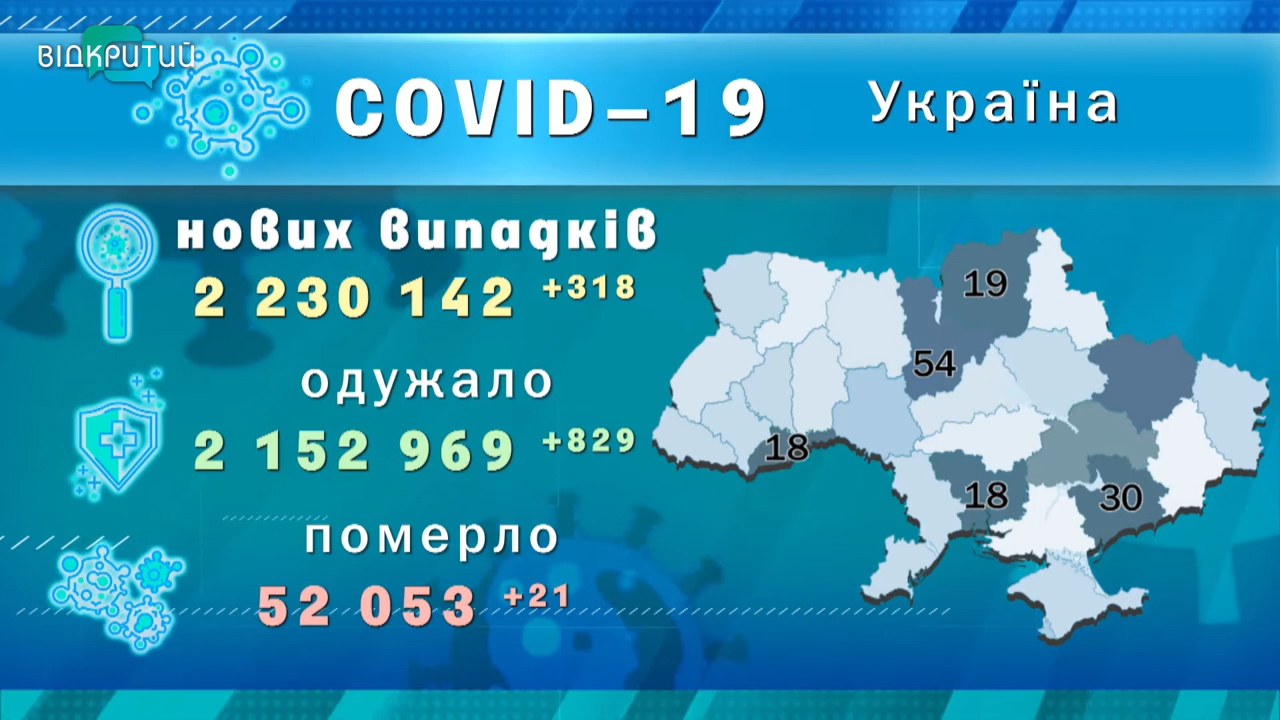 ВІДКРИТИЙ
COVID–19 Україна
нових випадків
2 230 142 +318
одужало
2 152 969 +829
померло
52 053 +21
19
54
18
18
30